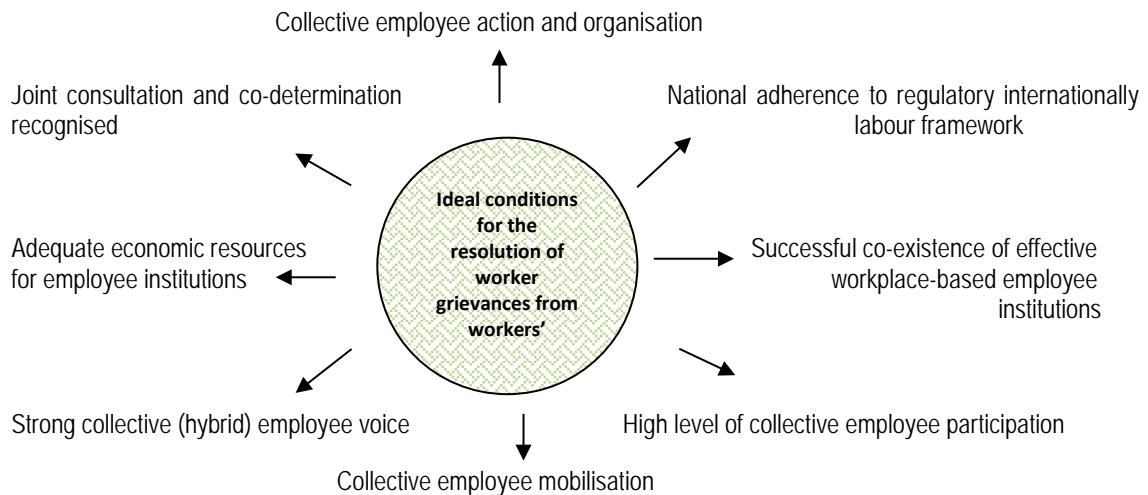 Collective employee action and organisation
Joint consultation and co-determination
recognised
National adherence to regulatory internationally
labour framework
Ideal conditions
for the
resolution of
worker
grievances from
workers'
Adequate economic resources
for employee institutions
Successful co-existence of effective
workplace-based employee
institutions
Strong collective (hybrid) employee voice
High level of collective employee participation
Collective employee mobilisation